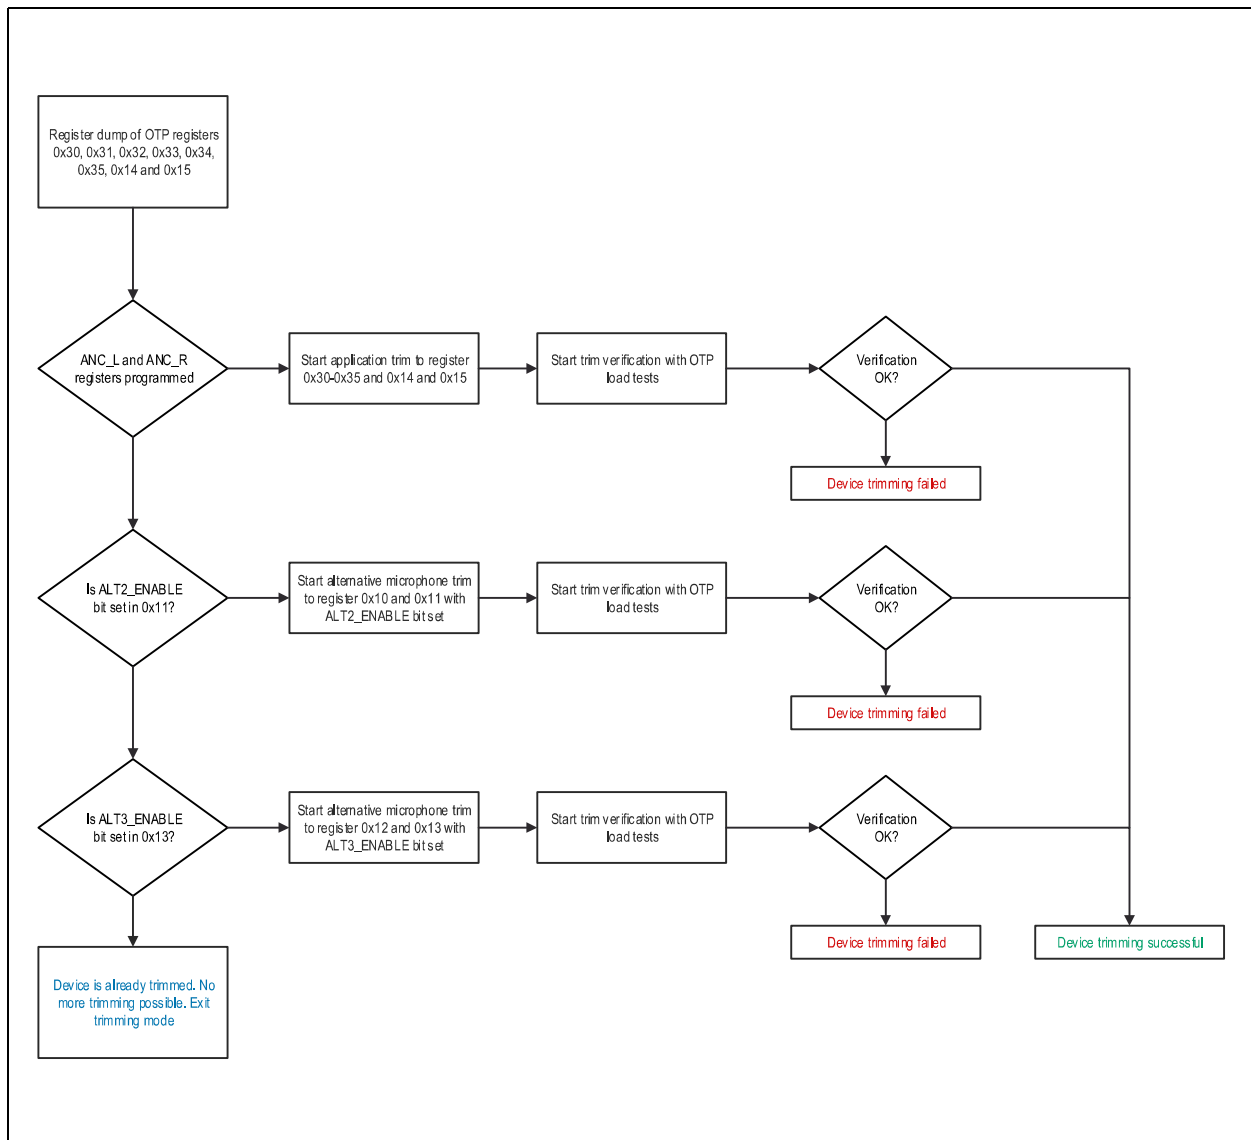 Register dump of OTP registers
0x30, 0x31, 0x32, 0x33, 0x34,
0x35, 0x14 and 0x15
ANC_L and ANC_R
registers programmed
Start application trim to register
0x30-0x35 and 0x14 and 0x15
Start trim verification with OTP
load tests
Verification
OK?
Device trimming failed
Is ALT2_ENABLE
bit set in 0x11?
Start alternative microphone trim
to register 0x10 and 0x11 with
ALT2_ENABLE bit set
Start trim verification with OTP
load tests
Verification
OK?
Device trimming failed
Is ALT3_ENABLE
bit set in 0x13?
Start alternative microphone trim
to register 0x12 and 0x13 with
ALT3_ENABLE bit set
Start trim verification with OTP
load tests
Verification
OK?
Device trimming failed
Device trimming successful
Device is already trimmed. No
more trimming possible. Exit
trimming mode